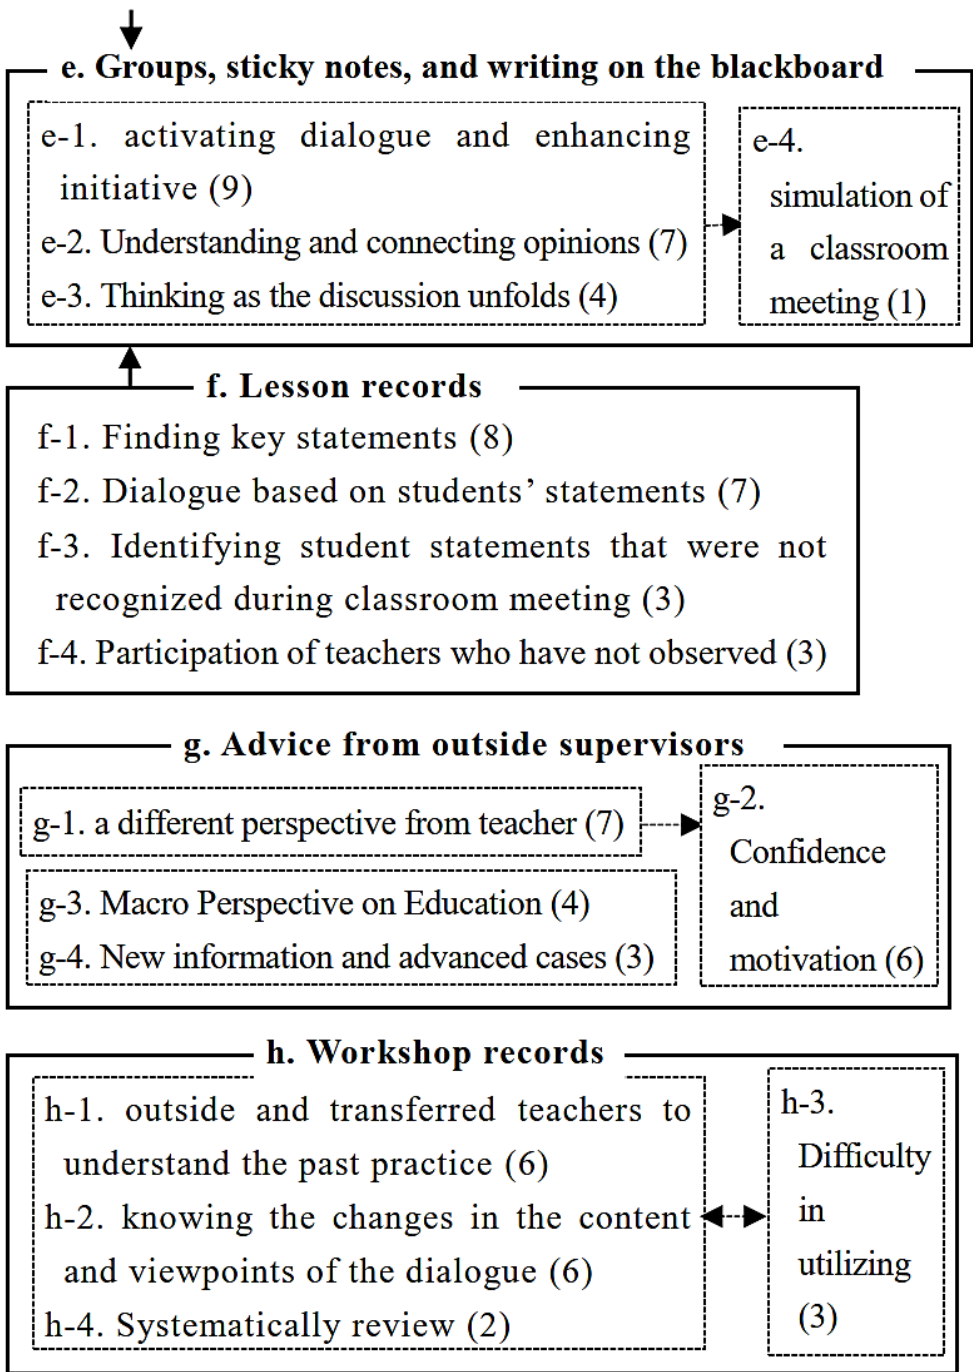 e. Groups, sticky notes, and writing on the blackboard
e-1. activating dialogue and enhancing
initiative (9)
e-2. Understanding and connecting opinions (7)
e-3. Thinking as the discussion unfolds (4)
e-4.
simulation of
a classroom
meeting (1)
f. Lesson records
f-1. Finding key statements (8)
f-2. Dialogue based on students’ statements (7)
f-3. Identifying student statements that were not
recognized during classroom meeting (3)
f-4. Participation of teachers who have not observed (3)
g. Advice from outside supervisors
g-1. a different perspective from teacher (7)
g-3. Macro Perspective on Education (4)
g-4. New information and advanced cases (3)
g-2.
Confidence
and
motivation (6)
h. Workshop records
h-1. outside and transferred teachers to
understand the past practice (6)
h-2. knowing the changes in the content
and viewpoints of the dialogue (6)
h-4. Systematically review (2)
h-3.
Difficulty
in
utilizing
(3)